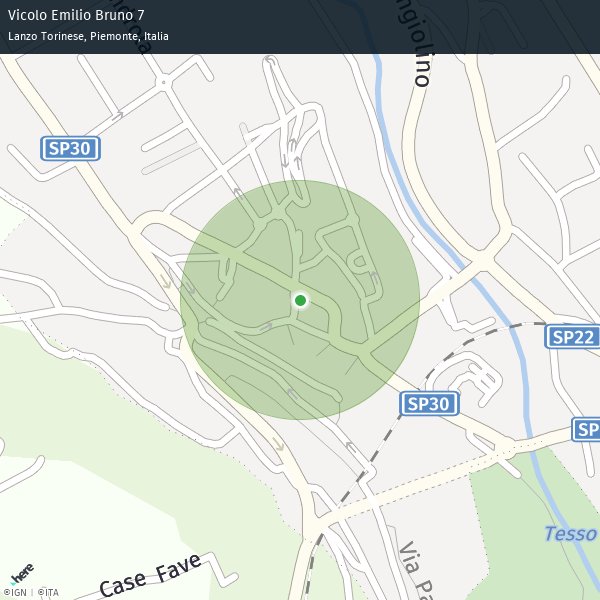 Vicolo Emilio Bruno 7
Lanzo Torinese, Piemonte, Italia
ngiolino
SP30
SP22
SP30
SP
Tesso
Via Pa
Case Fave
here
©IGN | ©ITA